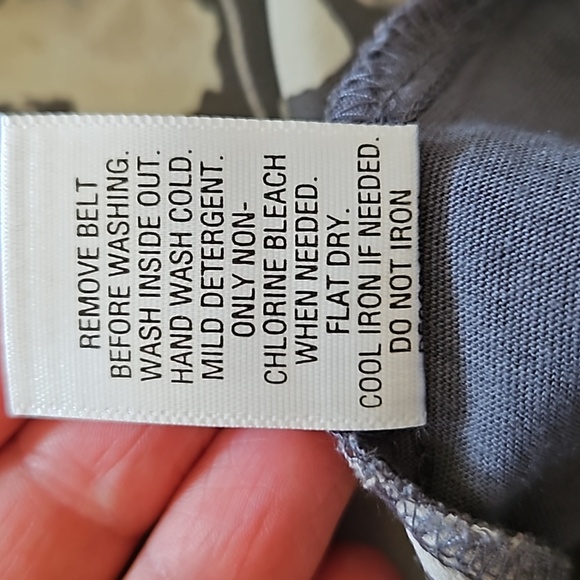 REMOVE BELT
BEFORE WASHING.
WASH INSIDE OUT.
HAND WASH COLD.
MILD DETERGENT.
ONLY NON-
CHLORINE BLEACH
WHEN NEEDED.
FLAT DRY.
COOL IRON IF NEEDED.
DO NOT IRON